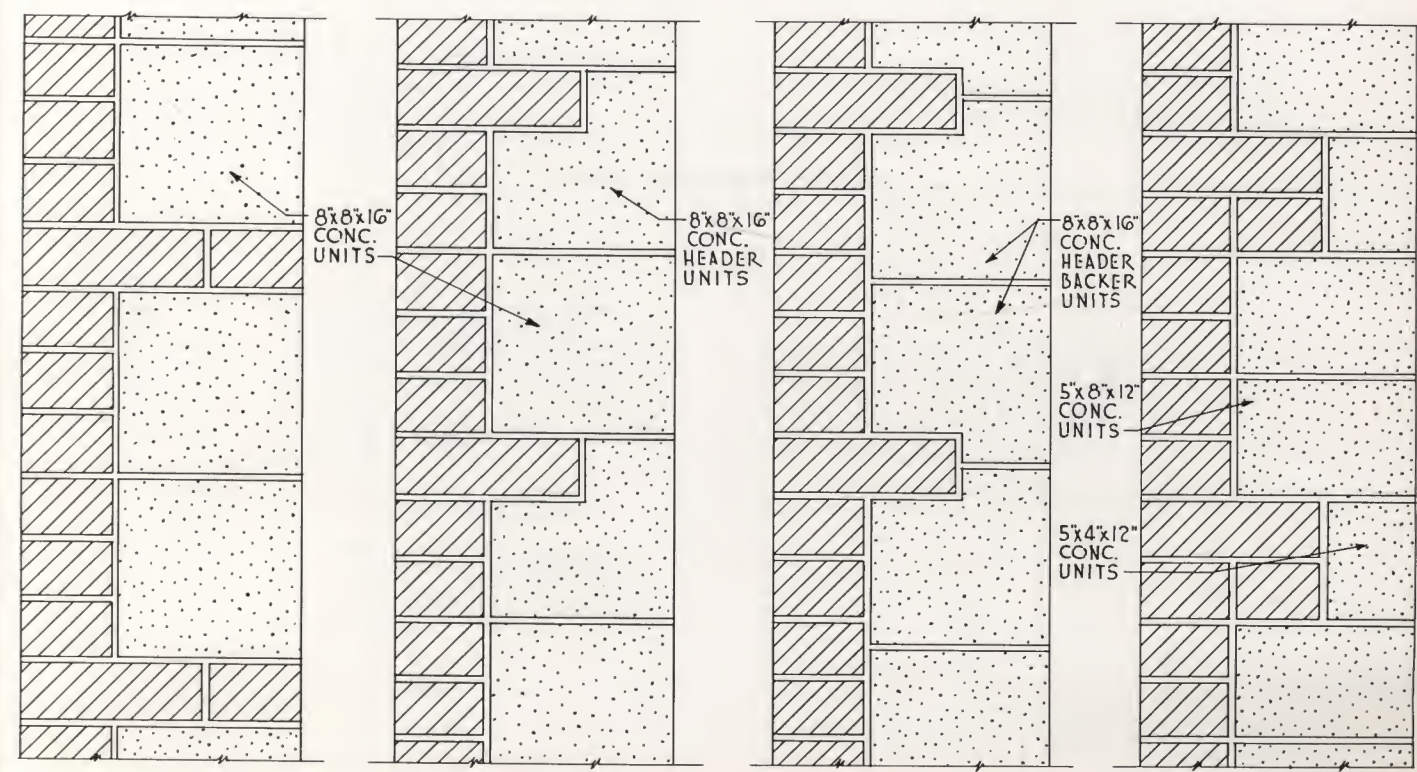 8"x8"x16"
CONC.
UNITS
8"x8"x16"
CONC.
HEADER
UNITS
8"x8"x16"
CONC.
HEADER
BACKER
UNITS
5"x8"x12"
CONC.
UNITS
5"x4"x12"
CONC.
UNITS